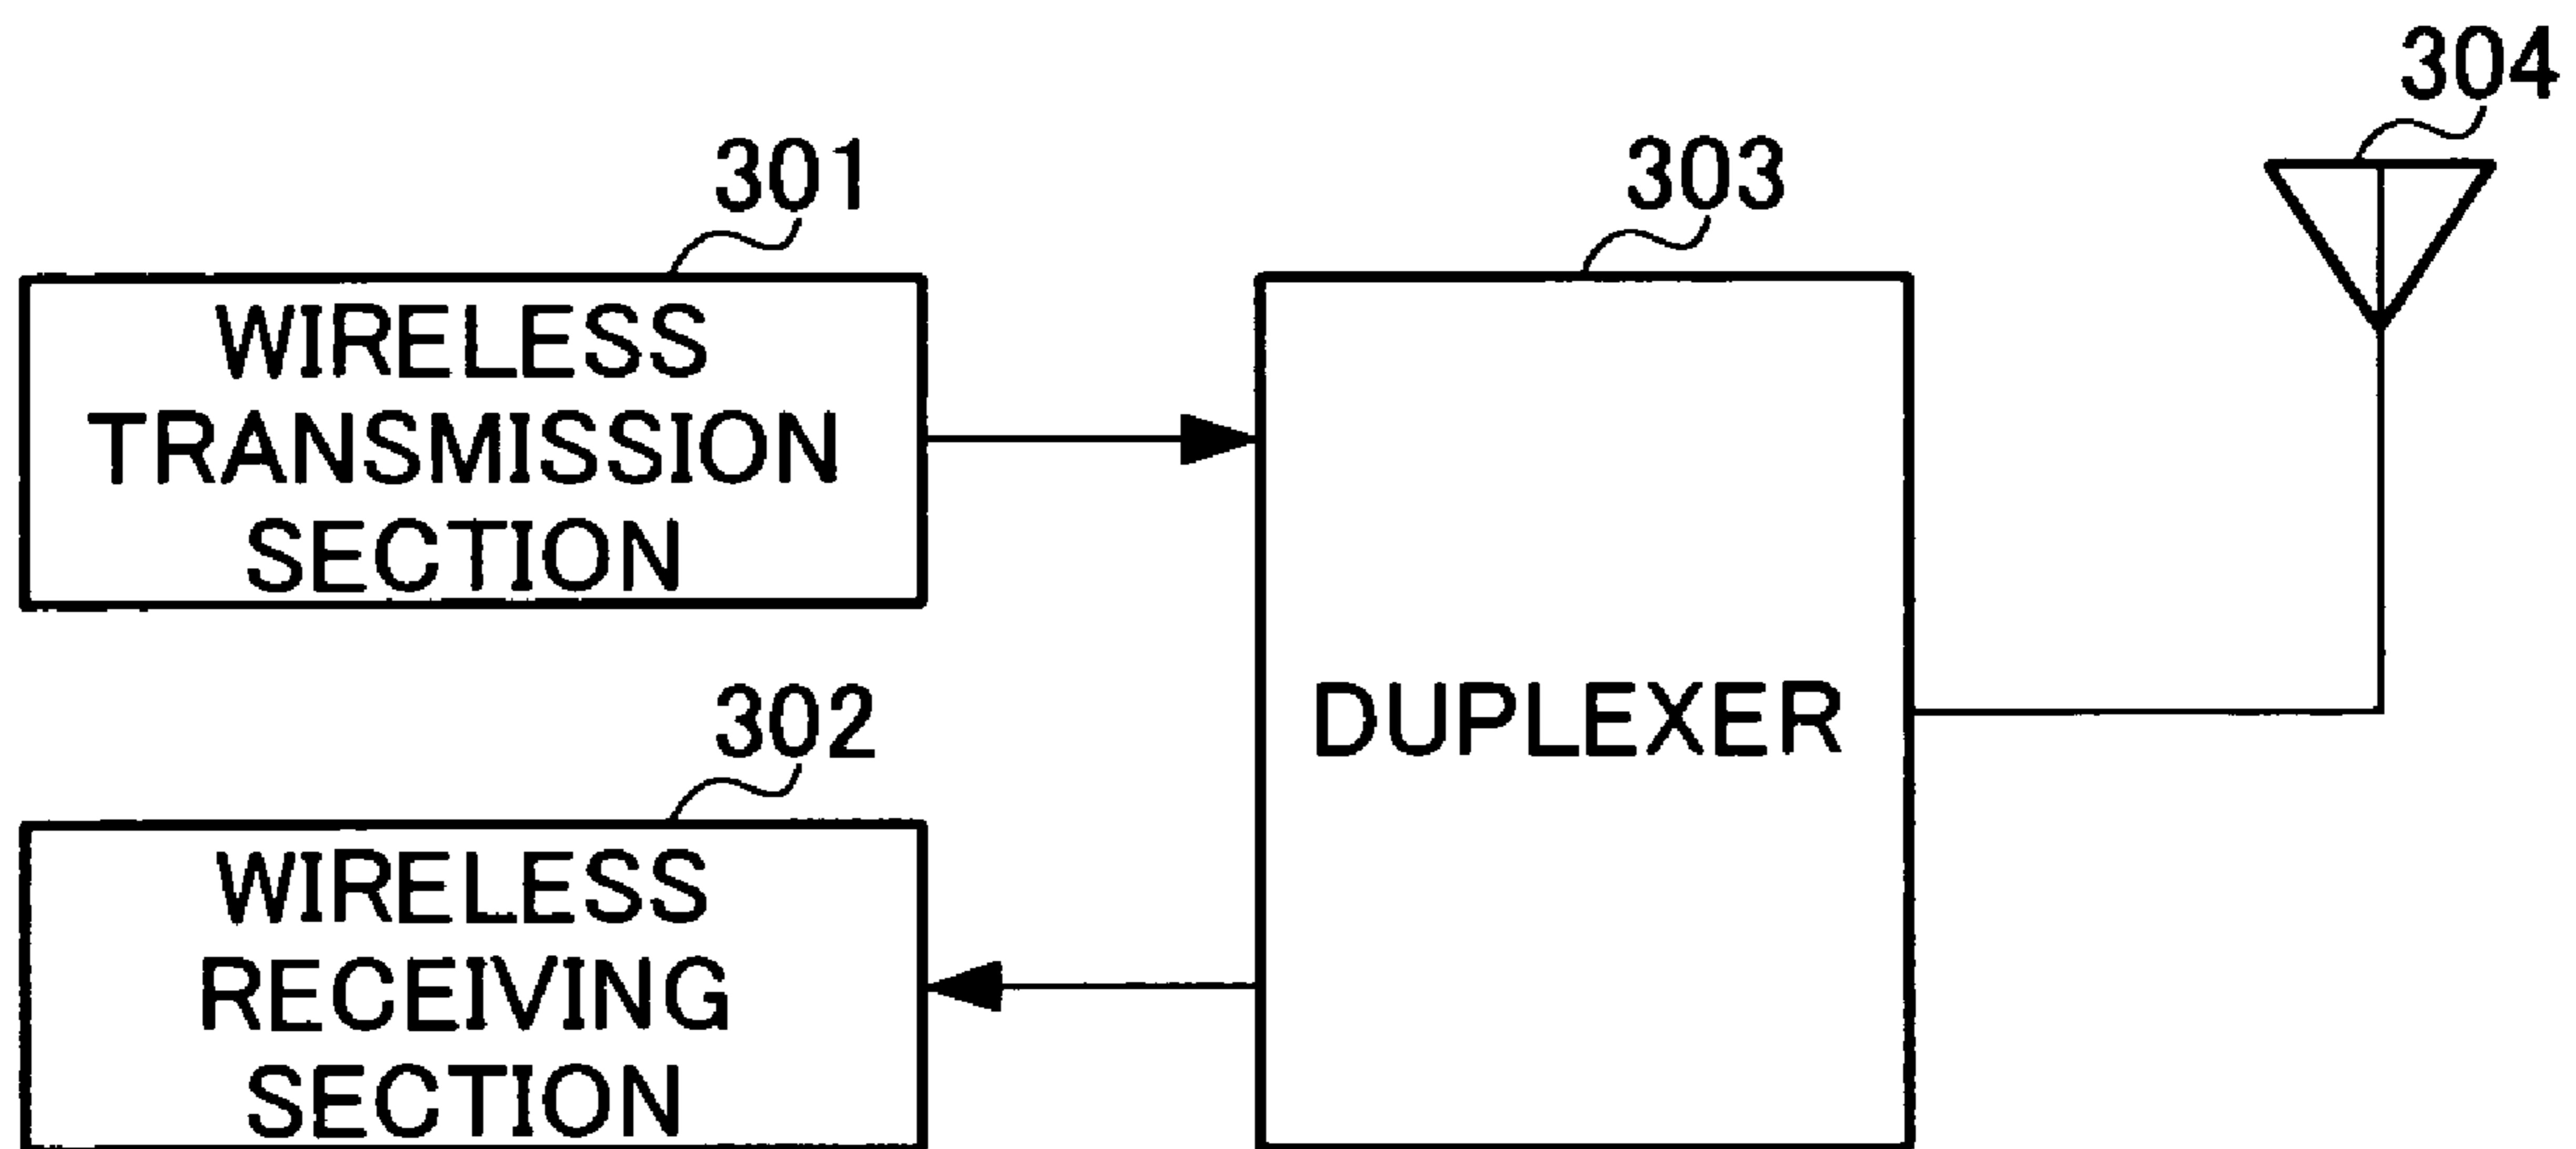 304
301
303
WIRELESS
TRANSMISSION
SECTION
302
DUPLEXER
WIRELESS
RECEIVING
SECTION